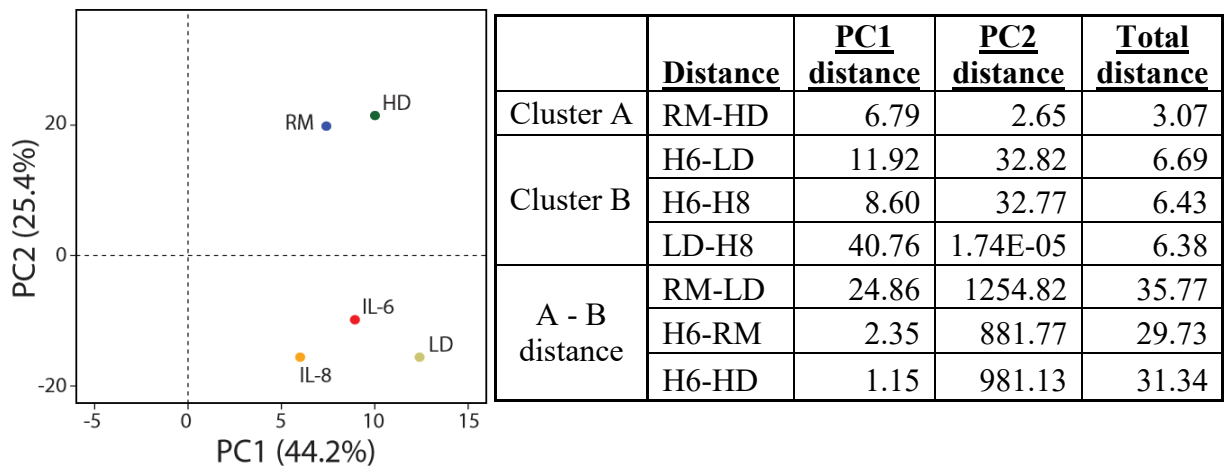 PC2 (25.4%)
20
0
-20
RM
HD
IL-6
LD
IL-8
-5
0
5
10
15
PC1 (44.2%)
Distance PC1 distance PC2 distance Total distance
Cluster A RM-HD 6.79 2.65 3.07
Cluster B H6-LD 11.92 32.82 6.69
H6-H8 8.60 32.77 6.43
LD-H8 40.76 1.74E-05 6.38
A - B distance RM-LD 24.86 1254.82 35.77
H6-RM 2.35 881.77 29.73
H6-HD 1.15 981.13 31.34